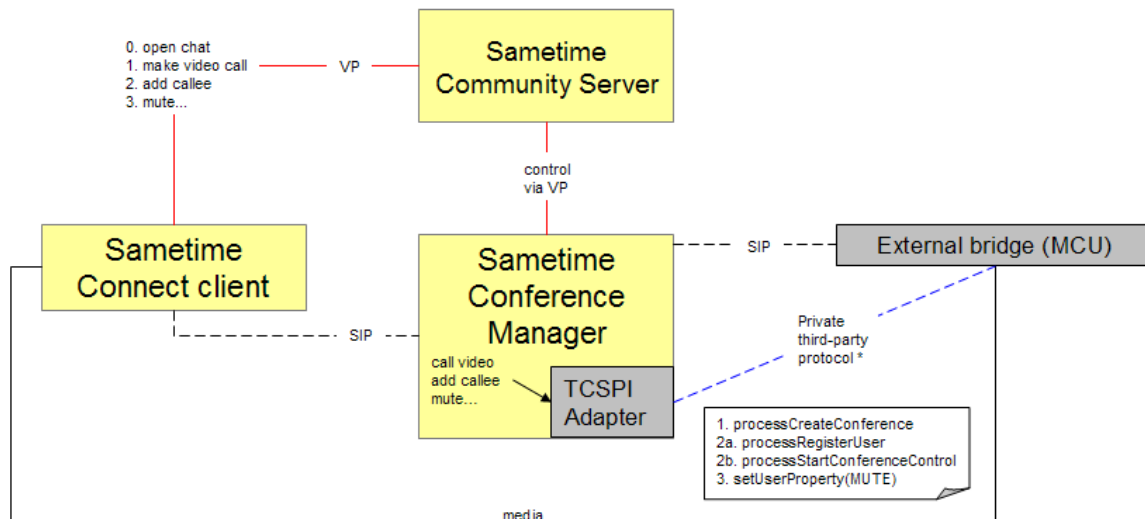 0. open chat
1. make video call
2. add callee
3. mute...
VP
Sametime
Community Server
control
via VP
Sametime
Connect client
SIP
Sametime
Conference
Manager
call video
add callee
mute...
TCSPI
Adapter
SIP
External bridge (MCU)
Private
third-party
protocol *
1. processCreateConference
2a. processRegisterUser
2b. processStartConferenceControl
3. setUserProperty(MUTE)
media